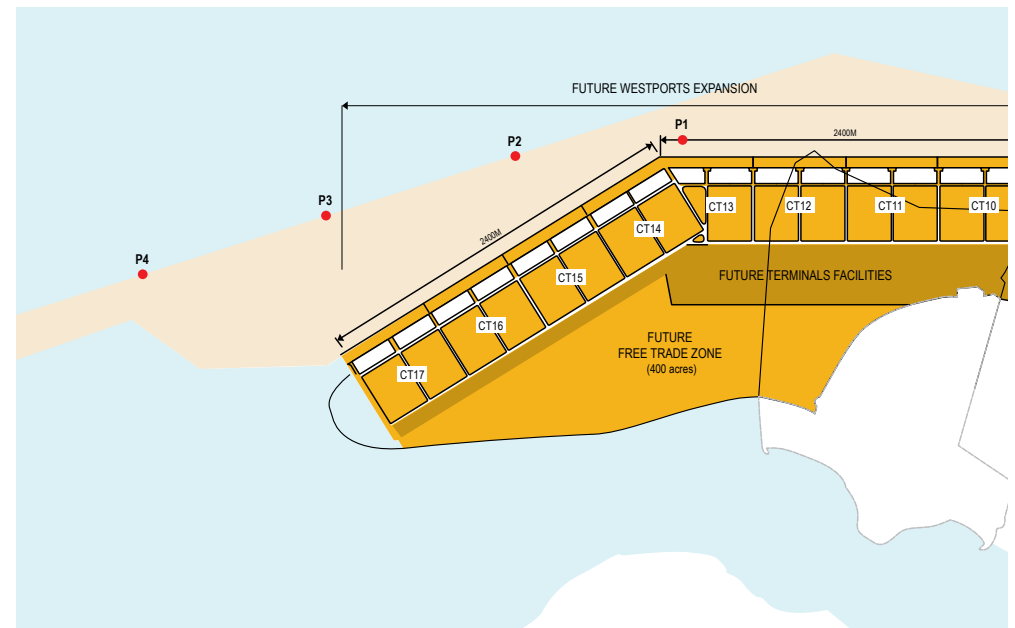 FUTURE WESTPORTS EXPANSION
P1
2400M
P2
P3
P4
2400M
CT13
CT12
CT11
CT10
CT14
CT15
CT16
CT17
FUTURE TERMINALS FACILITIES
FUTURE
FREE TRADE ZONE
(400 acres)